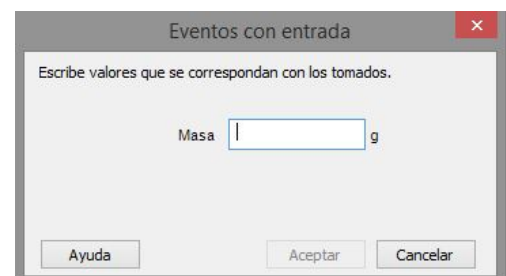 Eventos con entrada
Escribe valores que se correspondan con los tomados.
Masa g
Ayuda Aceptar Cancelar